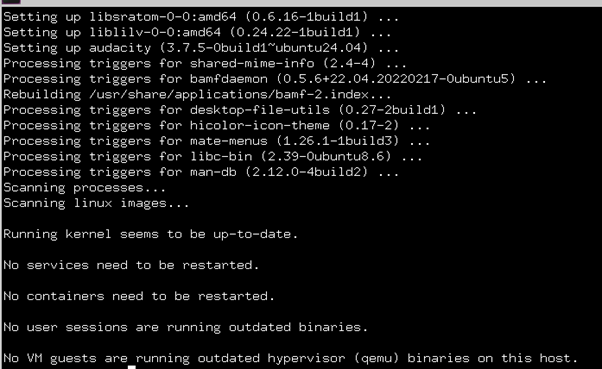 Setting up libsratom-0-0:amd64 (0.6.16-1build1) ...
Setting up liblilv-0-0:amd64 (0.24.22-1build1) ...
Setting up audacity (3.7.5-0build1~ubuntu24.04) ...
Processing triggers for shared-mime-info (2.4-4) ...
Processing triggers for bamfdaemon (0.5.6+22.04.20220217-0ubuntu5) ...
Rebuilding /usr/share/applications/bamf-2.index...
Processing triggers for desktop-file-utils (0.27-2build1) ...
Processing triggers for hicolor-icon-theme (0.17-2) ...
Processing triggers for mate-menus (1.26.1-1build3) ...
Processing triggers for libc-bin (2.39-0ubuntu8.6) ...
Processing triggers for man-db (2.12.0-4build2) ...
Scanning processes...
Scanning linux images...
Running kernel seems to be up-to-date.
No services need to be restarted.
No containers need to be restarted.
No user sessions are running outdated binaries.
No VM guests are running outdated hypervisor (qemu) binaries on this host.